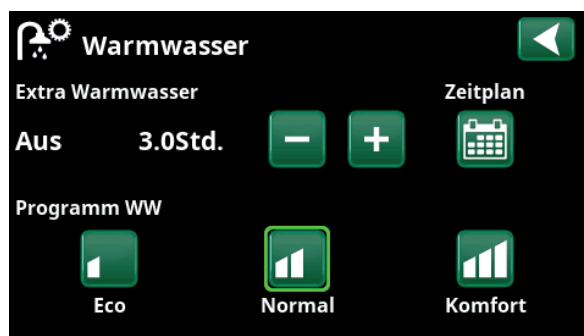 Warmwasser
Extra Warmwasser Zeitplan
Aus 3.0Std. − +
Programm WW
Eco Normal Komfort